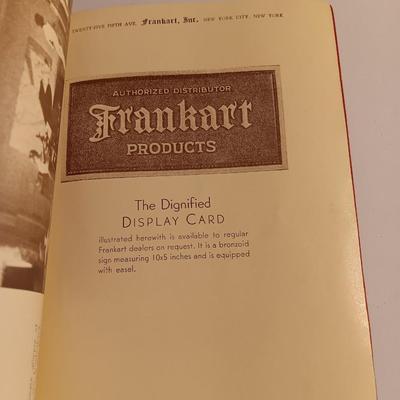 TWENTY-FIVE FIFTH AVE. Frankart, Inc. NEW YORK CITY, NEW YORK
AUTHORIZED DISTRIBUTOR
Frankart
PRODUCTS
The Dignified
DISPLAY CARD
illustrated herewith is available to regular
Frankart dealers on request. It is a bronzoid
sign measuring 10x5 inches and is equipped
with easel.